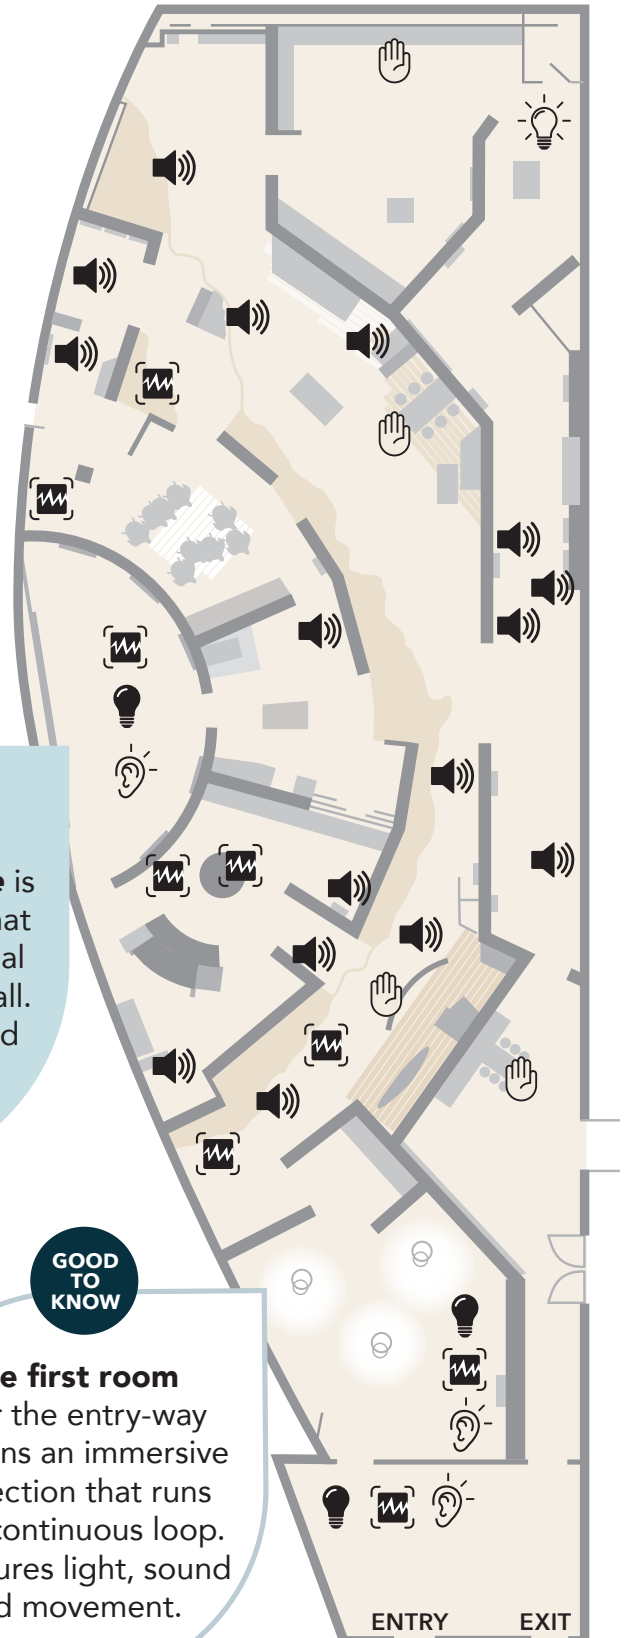 e is
hat
al
all.
d
GOOD
TO
KNOW
e first room
r the entry-way
ns an immersive
ection that runs
continuous loop.
ures light, sound
d movement.
ENTRY EXIT